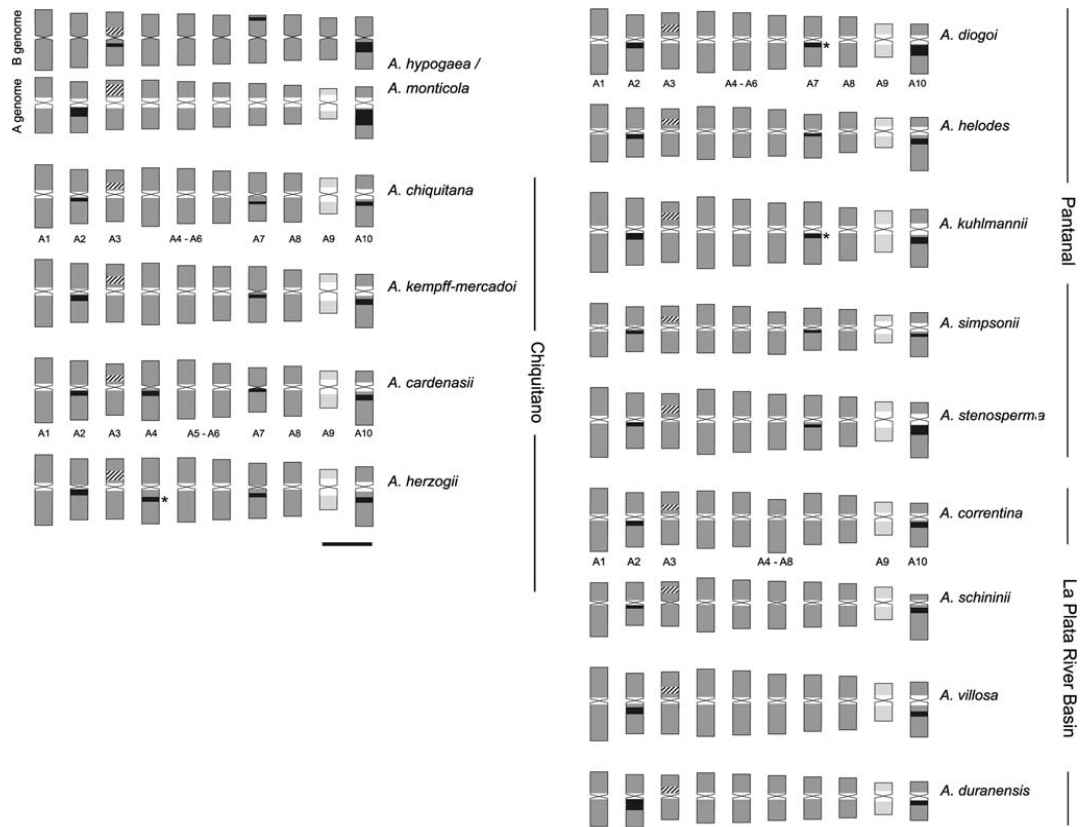 B genome
A genome
A. hypogaea /
A. monticola
A. chiquitana
A1 A2 A3 A4 - A6 A7 A8 A9 A10
A. kempff-mercadoi
A. cardenasii
A1 A2 A3 A4 A5 - A6 A7 A8 A9 A10
A. herzogii
*
Chiquitano
A. diogoi
*
A1 A2 A3 A4 - A6 A7 A8 A9 A10
A. helodes
A. kuhlmannii
*
A. simpsonii
A. stenosperma
Pantanal
A. correntina
A1 A2 A3 A4 - A8 A9 A10
A. schininii
A. villosa
A. duranensis
La Plata River Basin